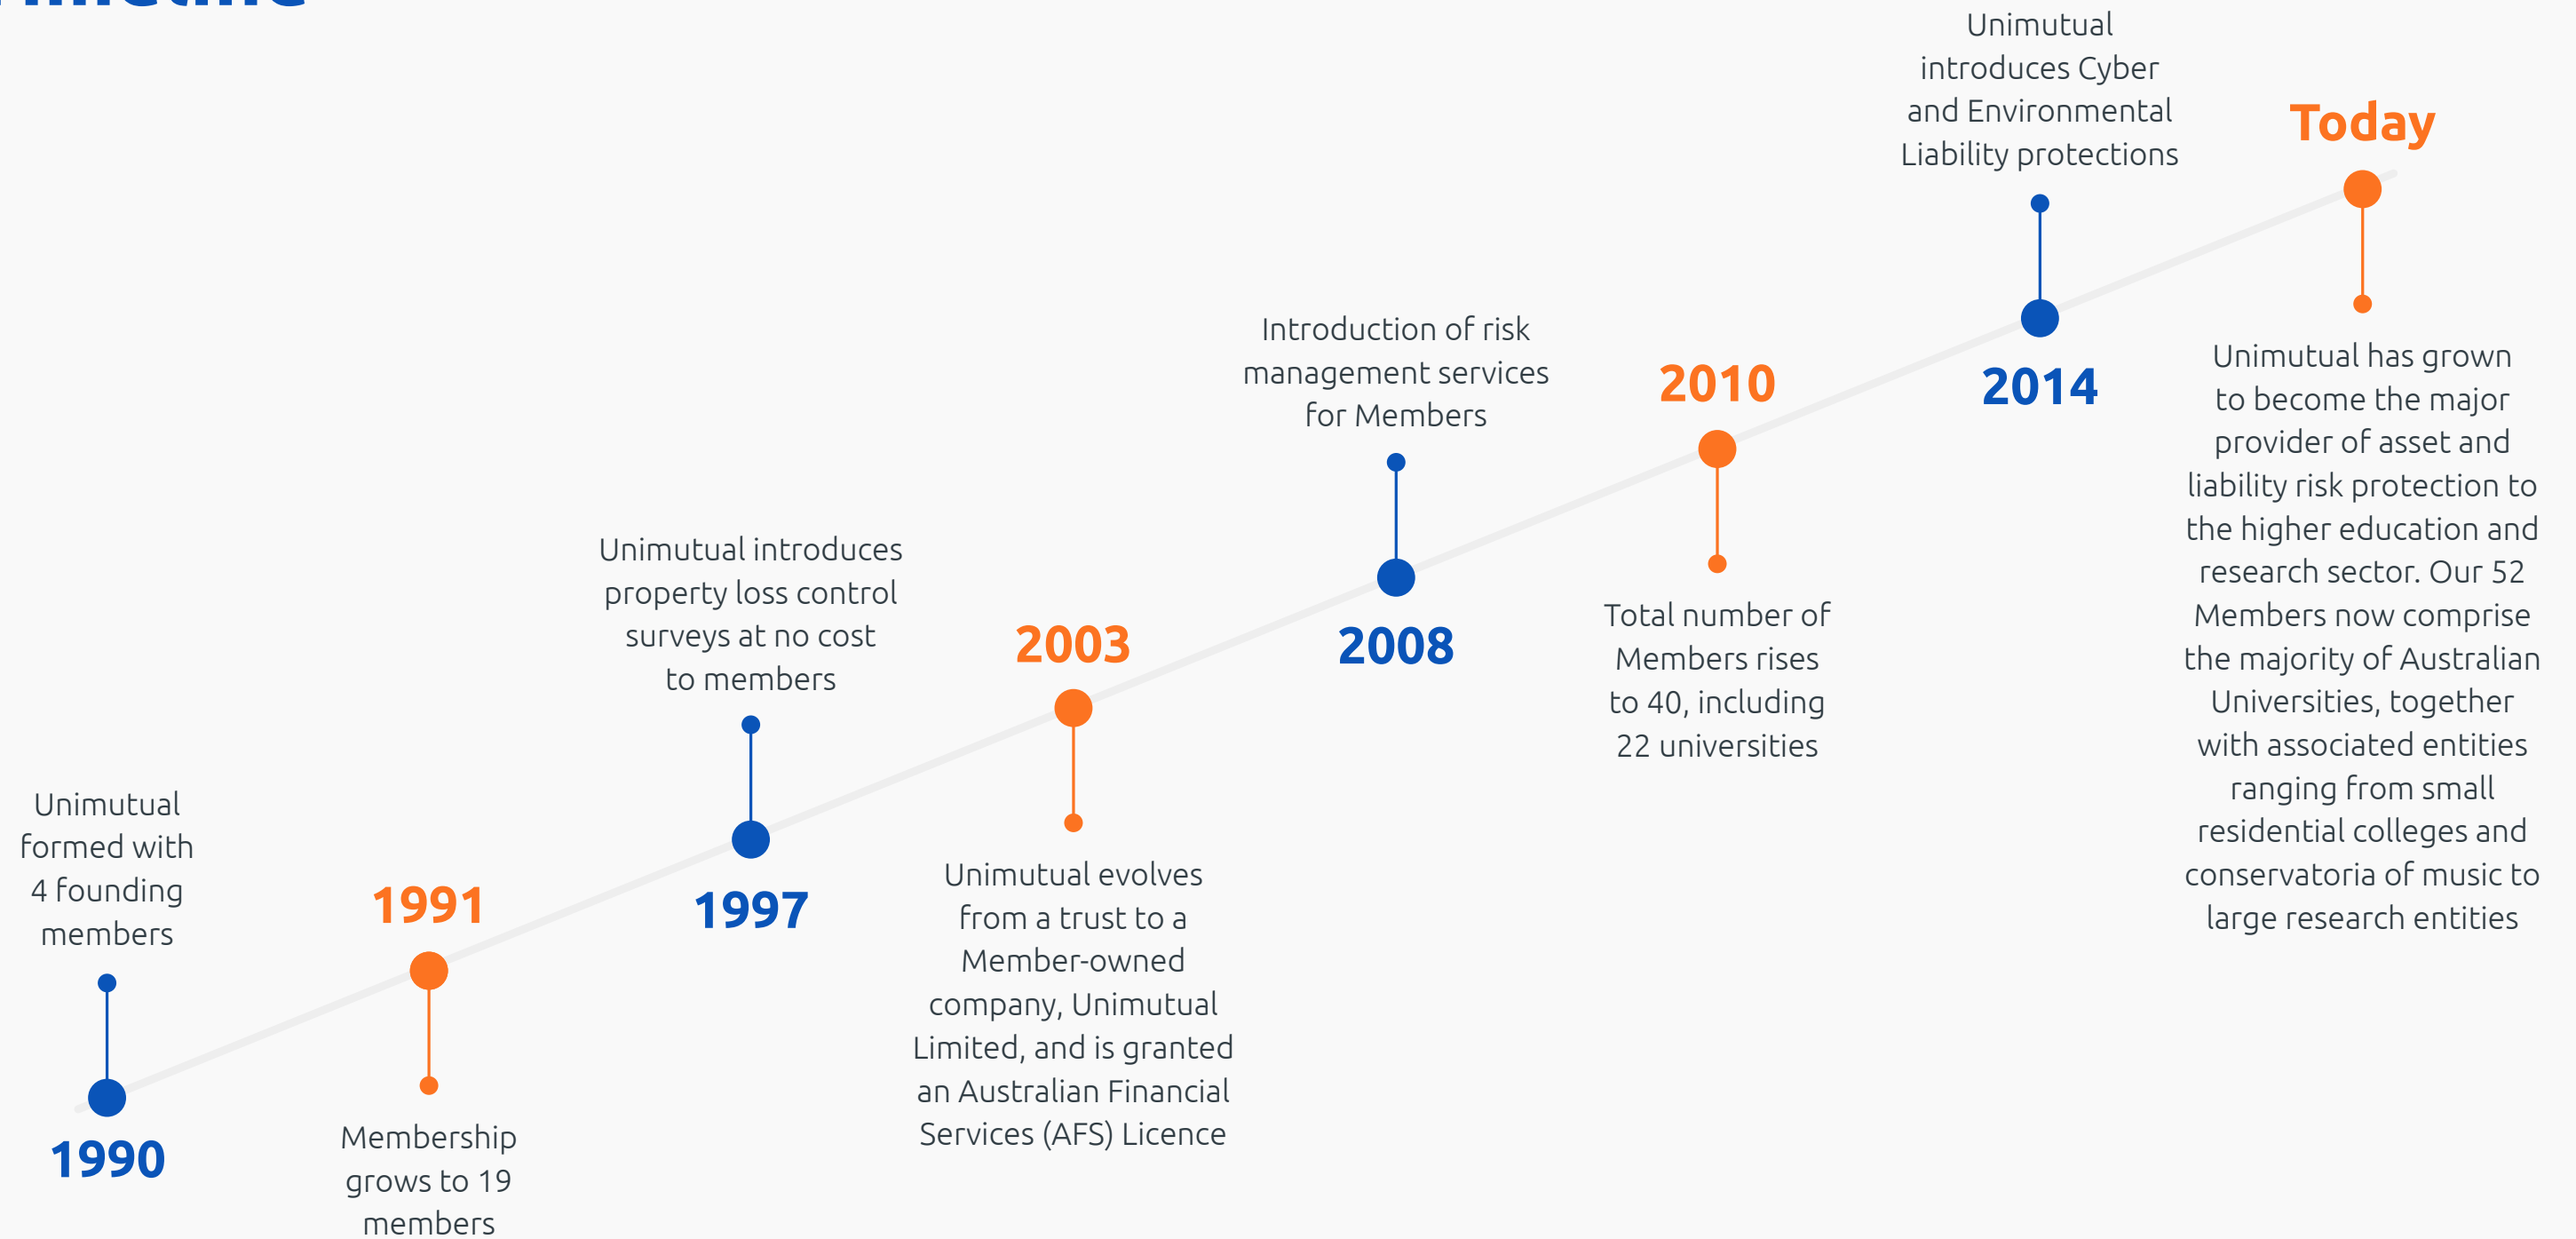 Timeline
Unimutual
formed with
4 founding
members
1990
1991
Membership
grows to 19
members
Unimutual introduces
property loss control
surveys at no cost
to members
1997
2003
Unimutual evolves
from a trust to a
Member-owned
company, Unimutual
Limited, and is granted
an Australian Financial
Services (AFS) Licence
Introduction of risk
management services
for Members
2008
2010
Total number of
Members rises
to 40, including
22 universities
Unimutual
introduces Cyber
and Environmental
Liability protections
2014
Today
Unimutual has grown
to become the major
provider of asset and
liability risk protection to
the higher education and
research sector. Our 52
Members now comprise
the majority of Australian
Universities, together
with associated entities
ranging from small
residential colleges and
conservatoria of music to
large research entities